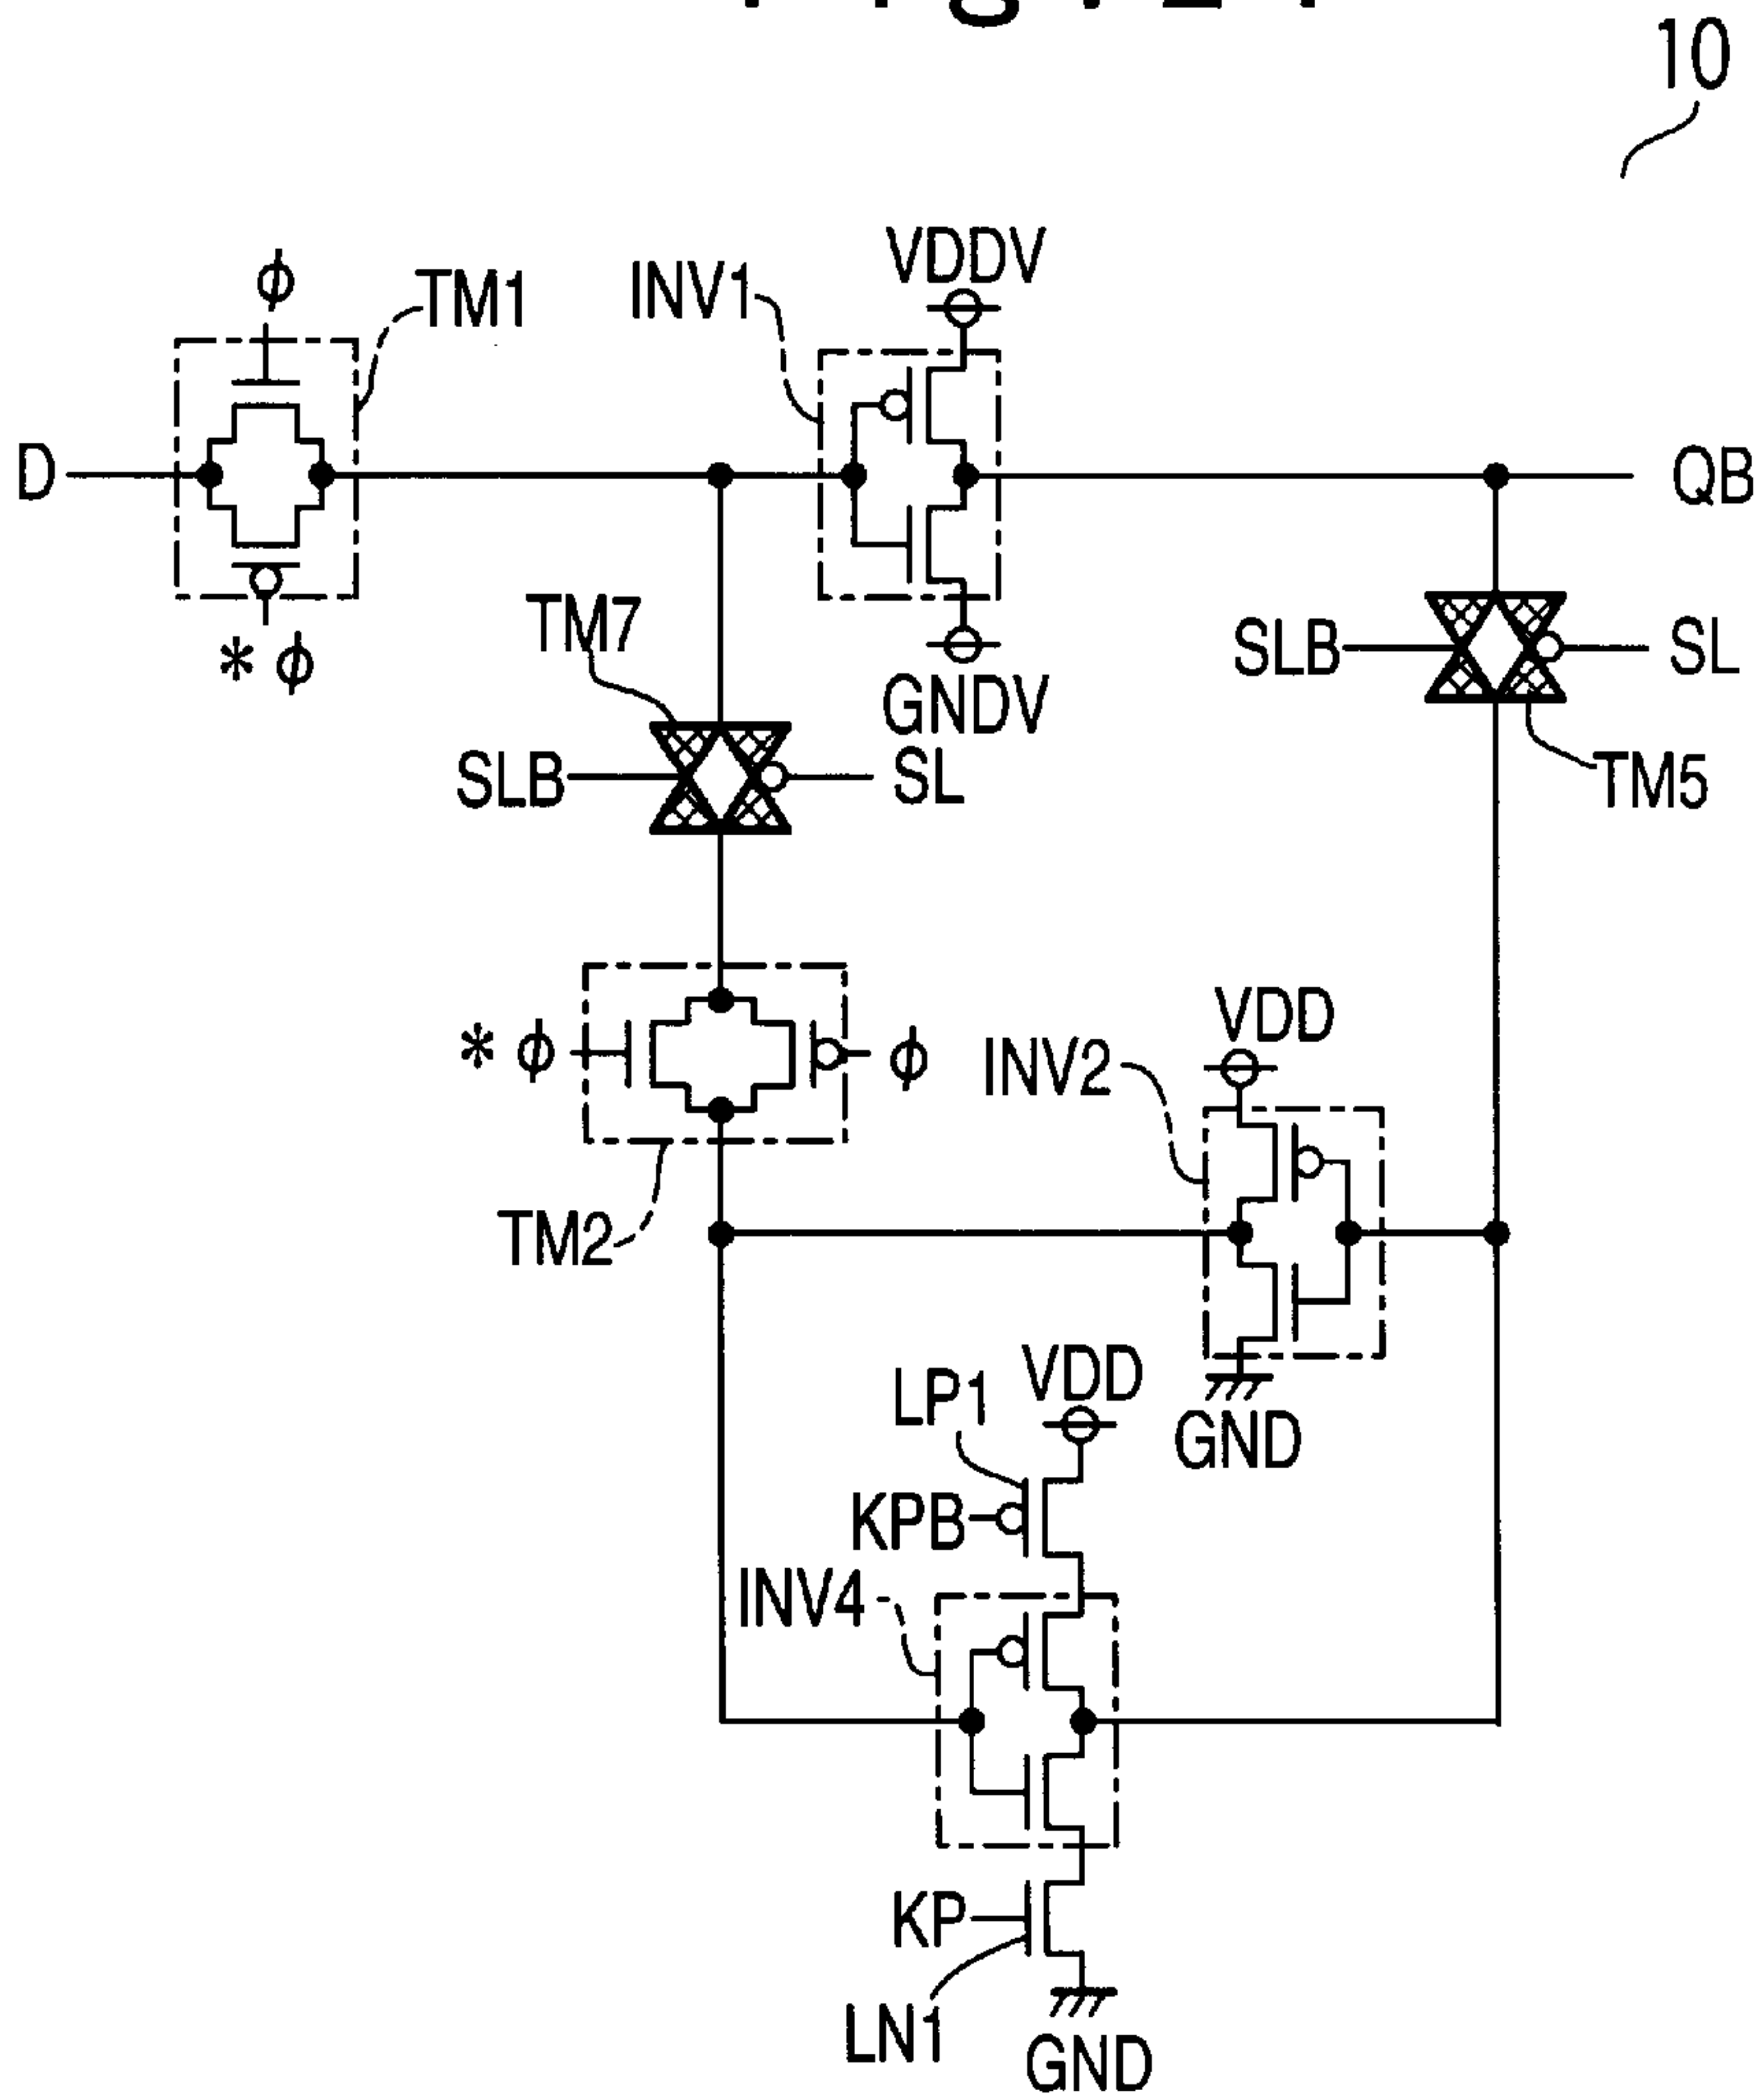 10
VDDV
φ
TM1
INV1
D
QB
TM7
* φ
SLB
SL
GNDV
SLB
SL
TM5
VDD
* φ
φ
INV2
TM2
LP1
VDD
GND
KPB
INV4
KP
LN1
GND